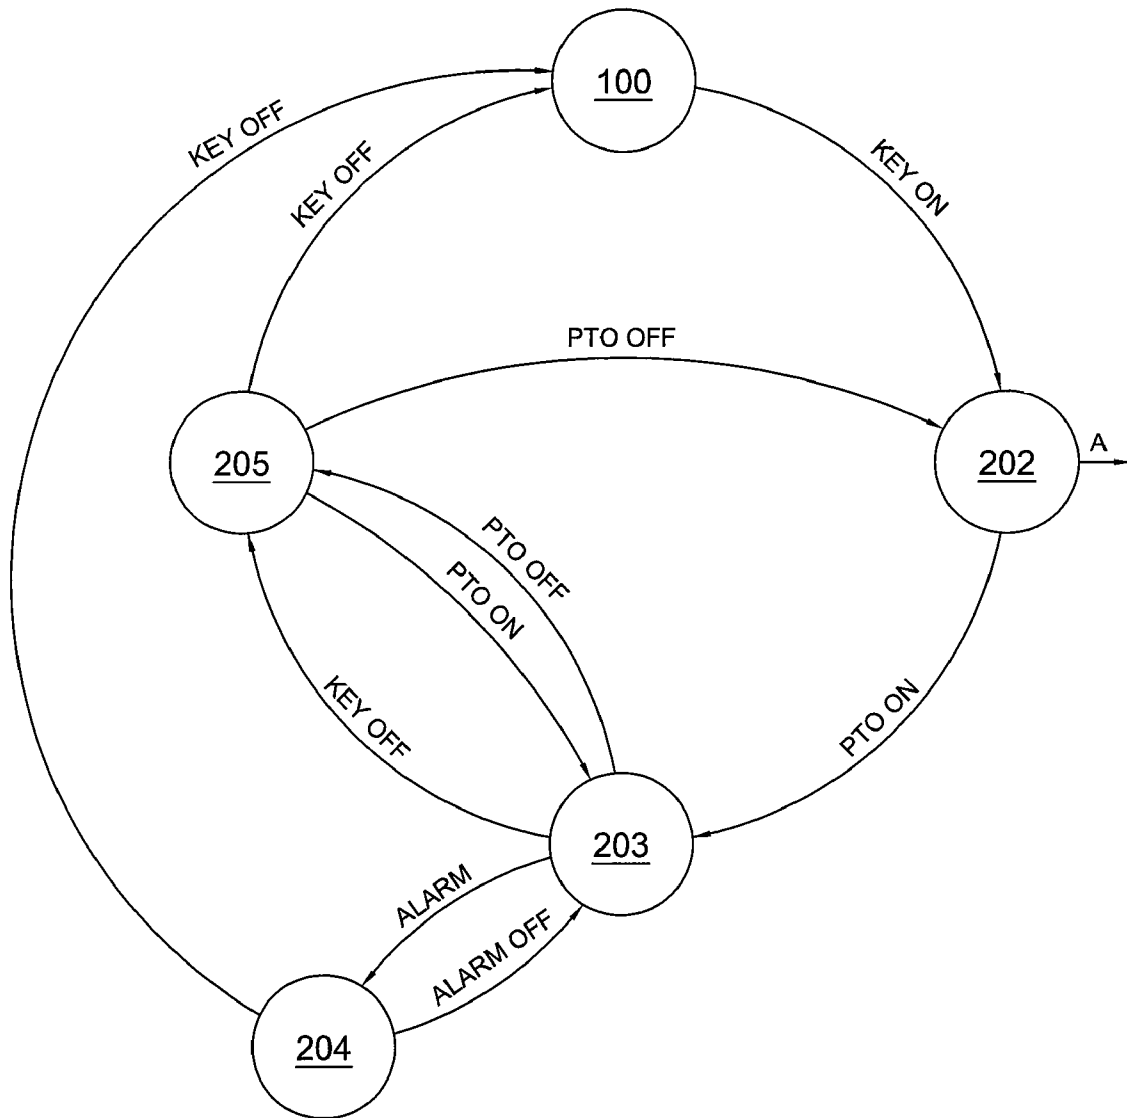 100
KEY OFF
KEY OFF
KEY ON
PTO OFF
205
202
A
PTO OFF
PTO ON
KEY OFF
PTO ON
203
ALARM
ALARM OFF
204